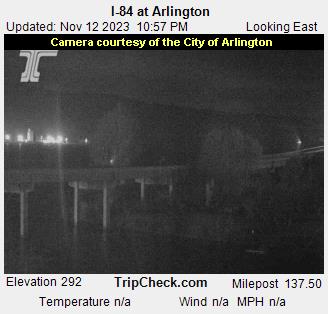 I-84 at Arlington
Updated: Nov 12 2023 10:57 PM Looking East
Camera courtesy of the City of Arlington
Elevation 292 TripCheck.com Milepost 137.50
Temperature n/a Wind n/a MPH n/a